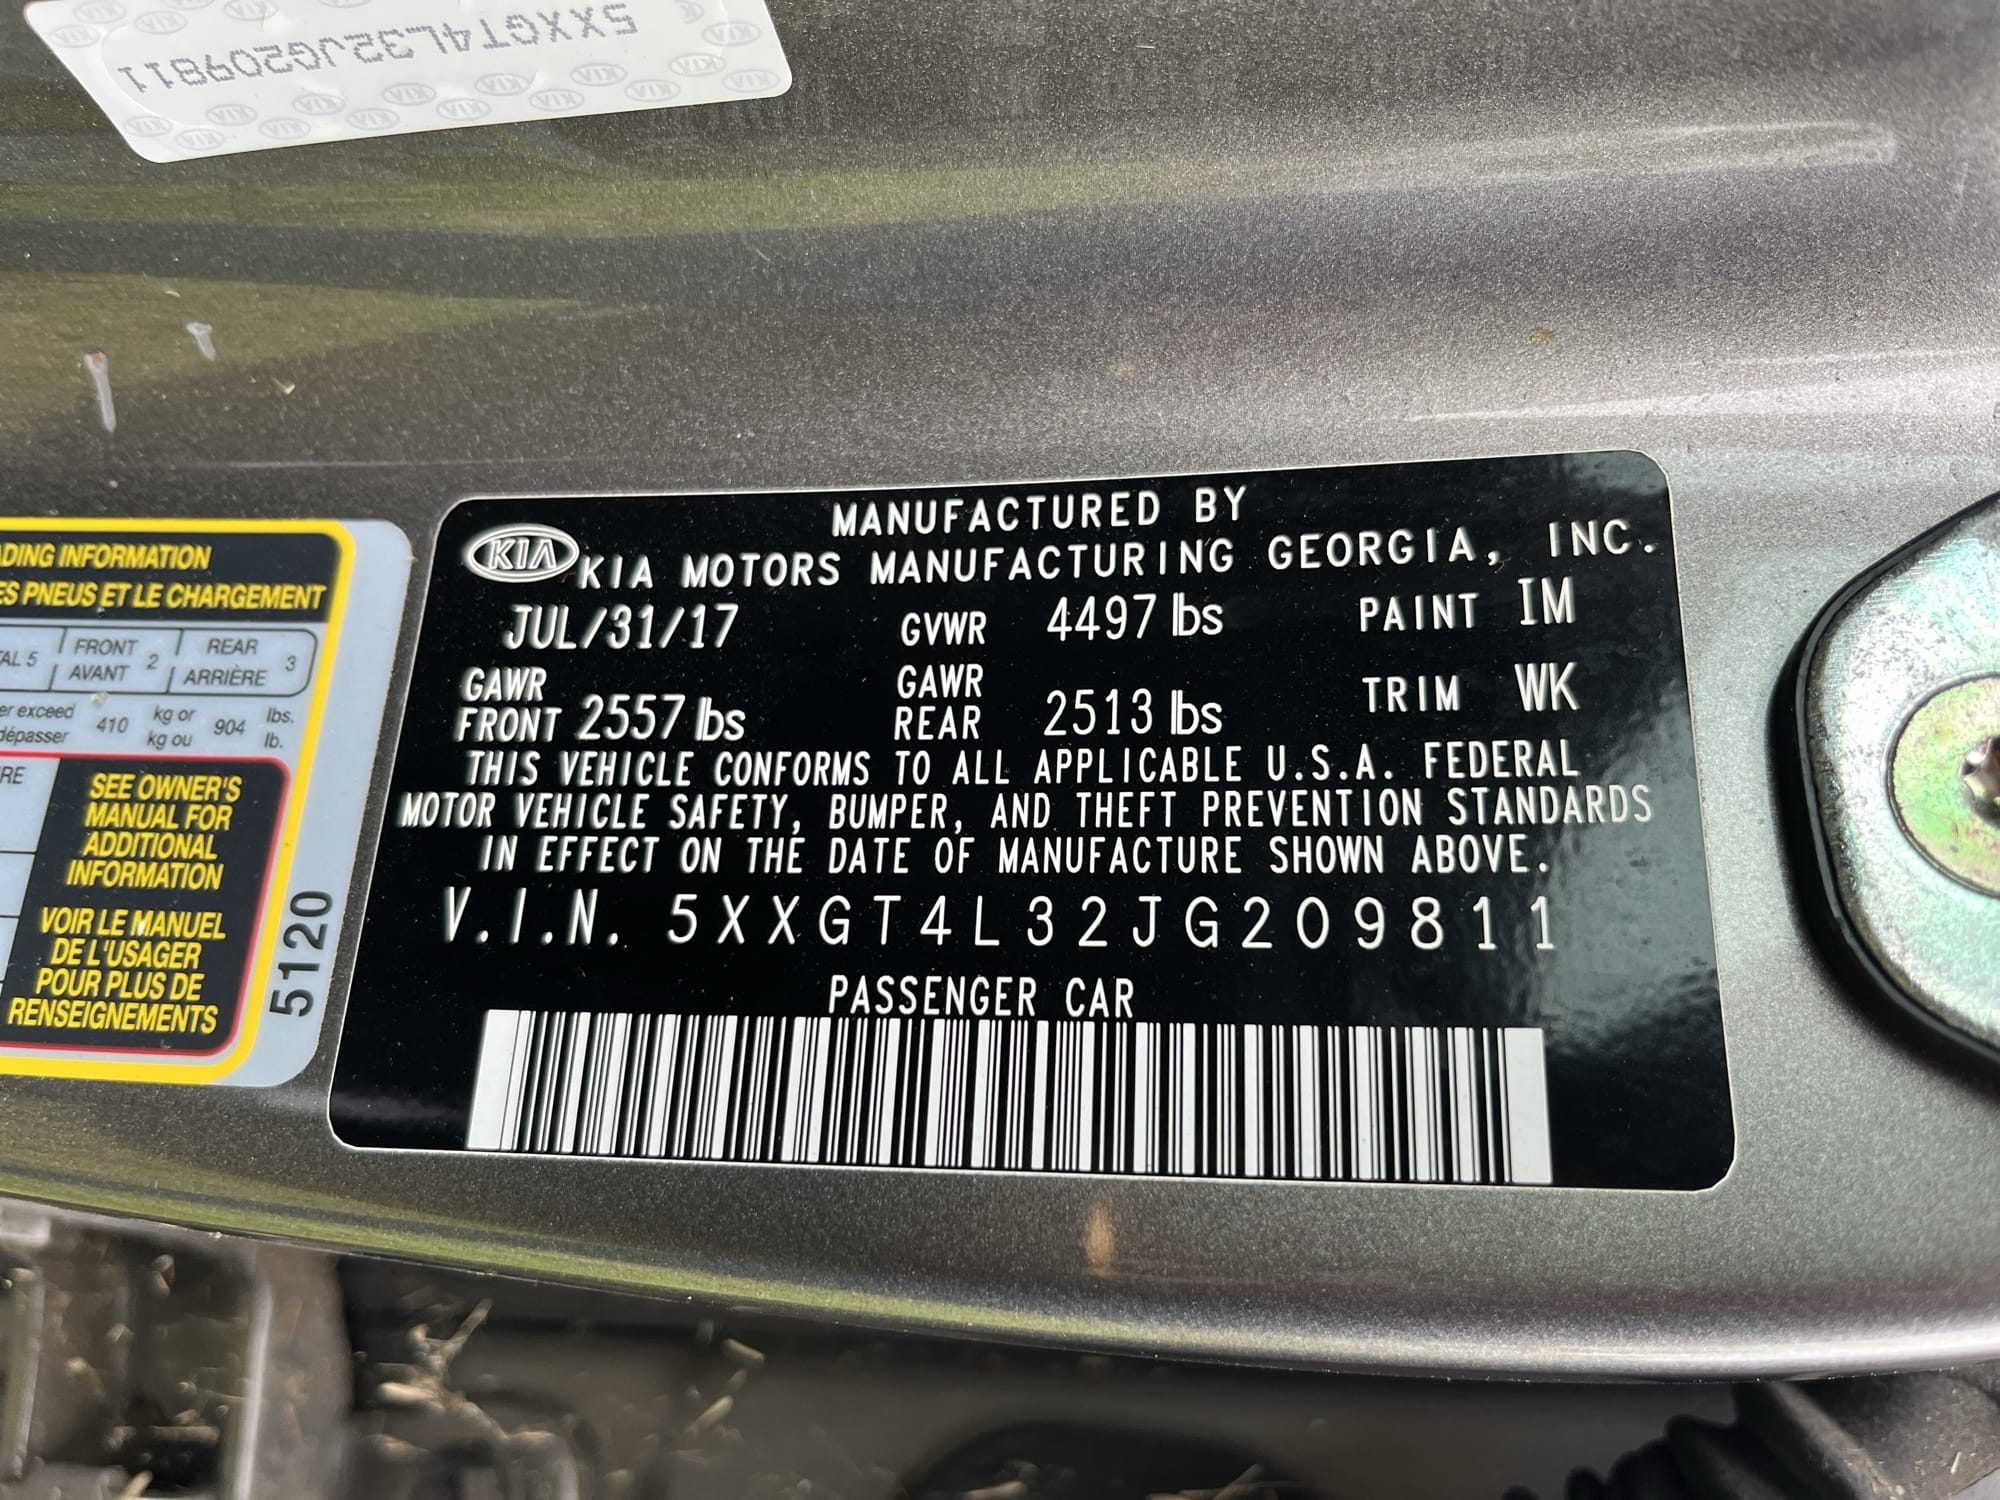 5XXGT4L32JG209811
KIA
ADING INFORMATION
ES PNEUS ET LE CHARGEMENT
AL 5 FRONT AVANT 2 REAR ARRIÈRE 3
er exceed 410 kg or 904 lbs.
dépasser kg ou lb.
RE
SEE OWNER'S
MANUAL FOR
ADDITIONAL
INFORMATION
VOIR LE MANUEL
DE L'USAGER
POUR PLUS DE
RENSEIGNEMENTS
5120
MANUFACTURED BY
KIA KIA MOTORS MANUFACTURING GEORGIA, INC.
JUL/31/17 GVWR 4497 lbs PAINT IM
GAWR FRONT 2557 lbs GAWR REAR 2513 lbs TRIM WK
THIS VEHICLE CONFORMS TO ALL APPLICABLE U.S.A. FEDERAL
MOTOR VEHICLE SAFETY, BUMPER, AND THEFT PREVENTION STANDARDS
IN EFFECT ON THE DATE OF MANUFACTURE SHOWN ABOVE.
V.I.N. 5XXGT4L32JG209811
PASSENGER CAR